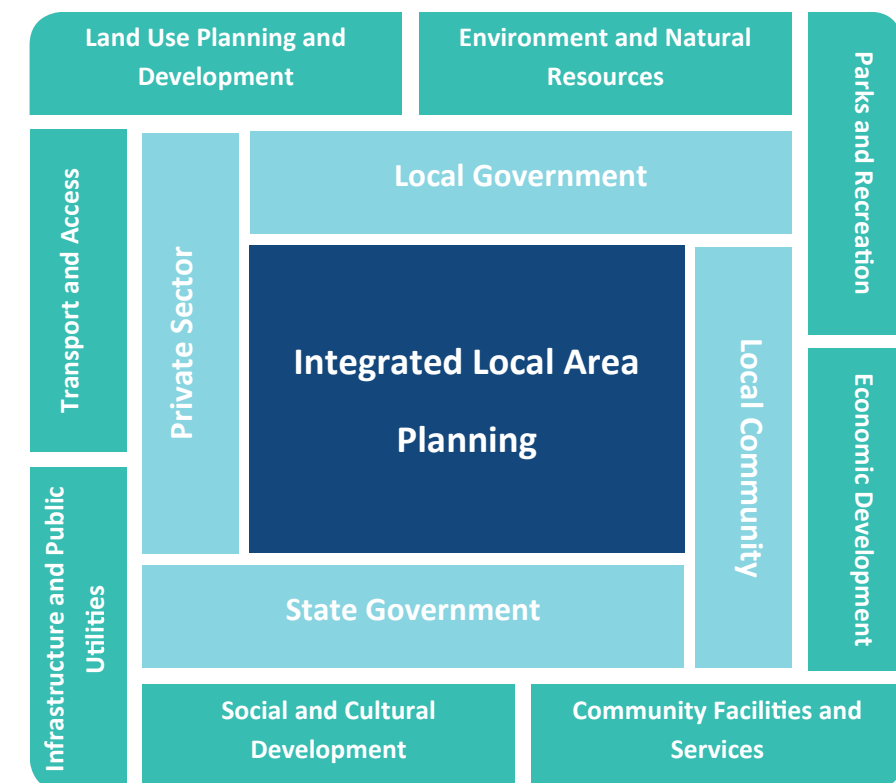 Land Use Planning and
Development
Environment and Natural
Resources
Parks and Recreation
Transport and Access
Private Sector
Local Government
Integrated Local Area
Planning
Local Community
Economic Development
Infrastructure and Public
Utilities
State Government
Social and Cultural
Development
Community Facilities and
Services